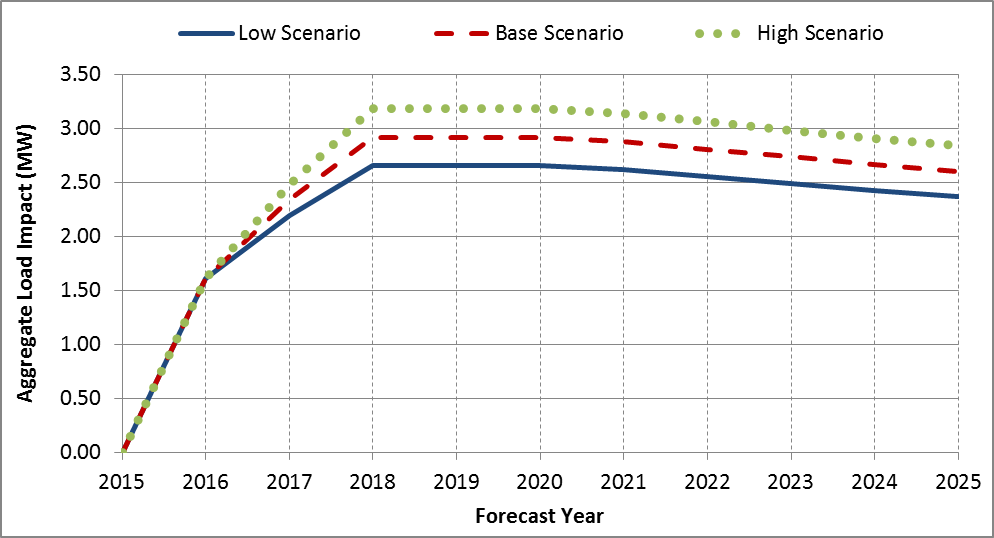 Low Scenario Base Scenario High Scenario
3.50
3.00
2.50
2.00
1.50
1.00
0.50
0.00
Aggregate Load Impact (MW)
2015 2016 2017 2018 2019 2020 2021 2022 2023 2024 2025
Forecast Year